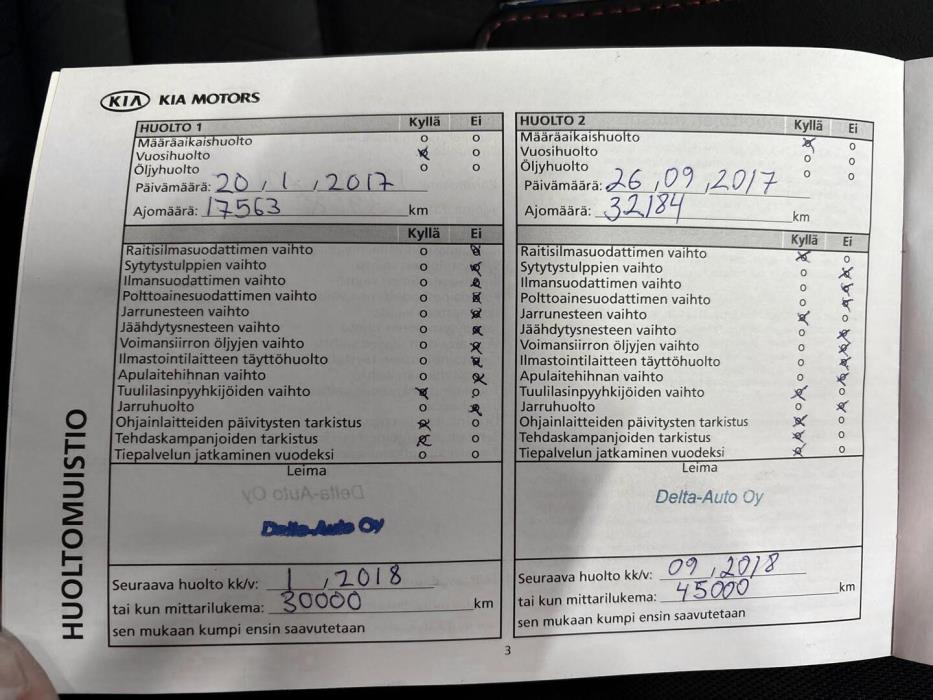 KIA KIA MOTORS
HUOLTO 1 Kyllä Ei
Määräaikaishuolto
Vuosihuolto
Öljyhuolto
Päivämäärä: 20 , 1 , 2017
Ajomäärä: 17563 km
Kyllä Ei
Raitisilmasuodattimen vaihto
Sytytystulppien vaihto
Ilmansuodattimen vaihto
Polttoainesuodattimen vaihto
Jarrunesteen vaihto
Jäähdytysnesteen vaihto
Voimansiirron öljyjen vaihto
Ilmastointilaitteen täyttöhuolto
Apulaitehihnan vaihto
Tuulilasinpyyhkijöiden vaihto
Jarruhuolto
Ohjainlaitteiden päivitysten tarkistus
Tehdaskampanjoiden tarkistus
Tiepalvelun jatkaminen vuodeksi
Leima
Delta-Auto Oy
Delta-Auto Oy
Seuraava huolto kk/v: 1 , 2018
tai kun mittarilukema: 30000 km
sen mukaan kumpi ensin saavutetaan
HUOLTO 2 Kyllä Ei
Määräaikaishuolto
Vuosihuolto
Öljyhuolto
Päivämäärä: 26 , 09 , 2017
Ajomäärä: 32184 km
Kyllä Ei
Raitisilmasuodattimen vaihto
Sytytystulppien vaihto
Ilmansuodattimen vaihto
Polttoainesuodattimen vaihto
Jarrunesteen vaihto
Jäähdytysnesteen vaihto
Voimansiirron öljyjen vaihto
Ilmastointilaitteen täyttöhuolto
Apulaitehihnan vaihto
Tuulilasinpyyhkijöiden vaihto
Jarruhuolto
Ohjainlaitteiden päivitysten tarkistus
Tehdaskampanjoiden tarkistus
Tiepalvelun jatkaminen vuodeksi
Leima
Delta-Auto Oy
Seuraava huolto kk/v: 09 , 2018
tai kun mittarilukema: 45000 km
sen mukaan kumpi ensin saavutetaan
HUOLTOMUISTIO
3